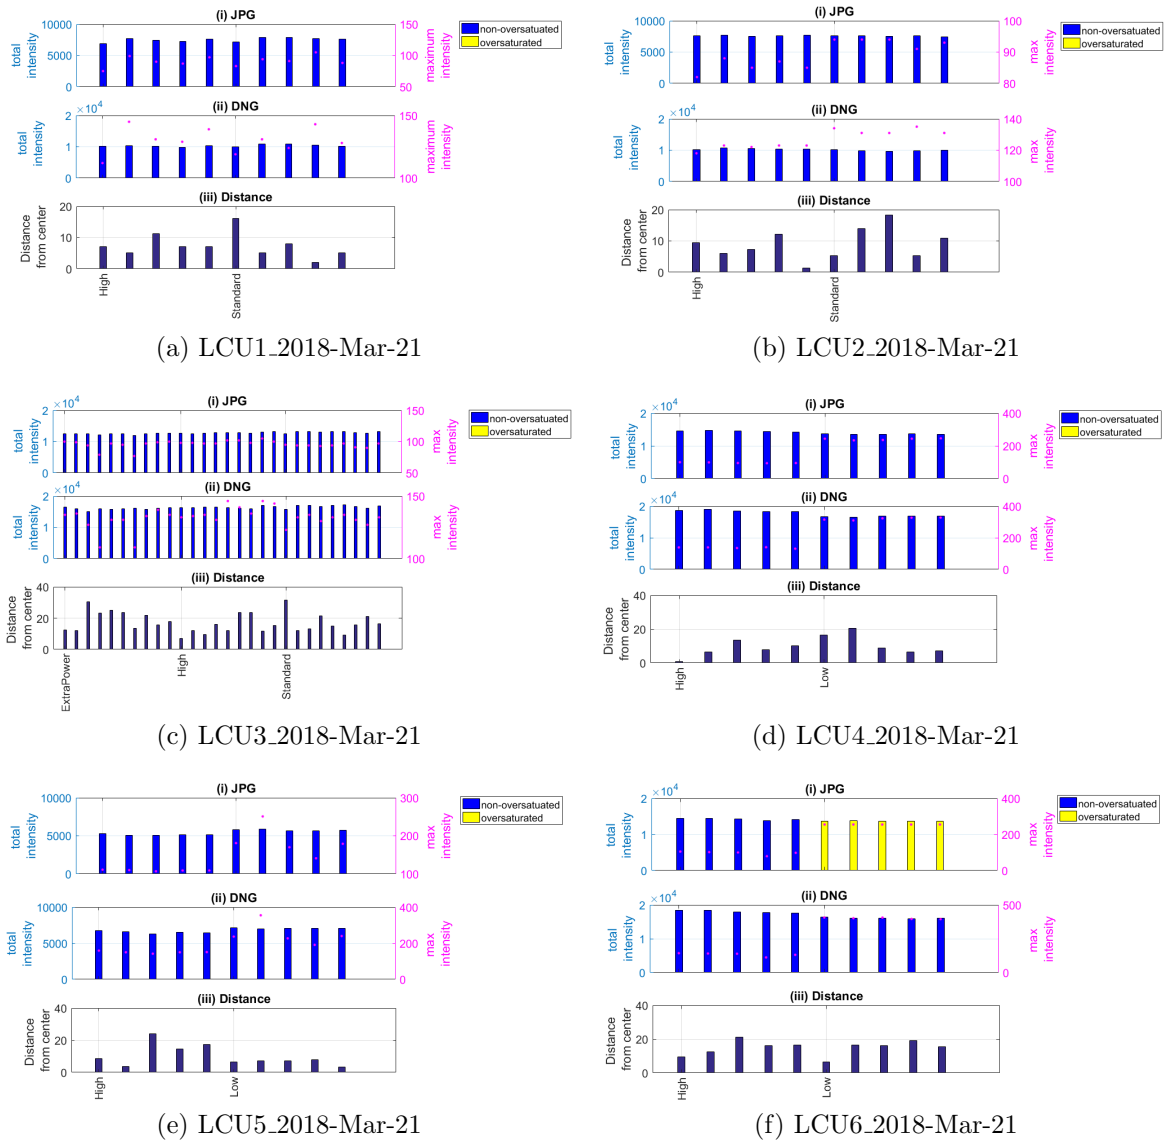 (i) JPG
10000
5000
0
total
intensity
150
100
50
maximum
intensity
non-oversatuated
oversaturated
(ii) DNG
×10^4
2
1
0
total
intensity
150
100
maximum
intensity
(iii) Distance
20
10
0
Distance
from center
High
Standard
(a) LCU1_2018-Mar-21
(i) JPG
10000
5000
0
total
intensity
100
95
90
85
80
max
intensity
non-oversatuated
oversaturated
(ii) DNG
×10^4
2
1
0
total
intensity
140
120
100
max
intensity
(iii) Distance
20
10
0
Distance
from center
High
Standard
(b) LCU2_2018-Mar-21
(i) JPG
×10^4
2
1
0
total
intensity
150
100
50
max
intensity
non-oversatuated
oversaturated
(ii) DNG
×10^4
2
1
0
total
intensity
150
100
max
intensity
(iii) Distance
40
20
0
Distance
from center
ExtraPower
High
Standard
(c) LCU3_2018-Mar-21
(i) JPG
×10^4
2
1
0
total
intensity
400
200
0
max
intensity
non-oversatuated
oversaturated
(ii) DNG
×10^4
2
1
0
total
intensity
400
200
0
max
intensity
(iii) Distance
40
20
0
Distance
from center
High
Low
(d) LCU4_2018-Mar-21
(i) JPG
10000
5000
0
total
intensity
300
200
100
max
intensity
non-oversatuated
oversaturated
(ii) DNG
10000
5000
0
total
intensity
400
200
0
max
intensity
(iii) Distance
40
20
0
Distance
from center
High
Low
(e) LCU5_2018-Mar-21
(i) JPG
×10^4
2
1
0
total
intensity
400
200
0
max
intensity
non-oversatuated
oversaturated
(ii) DNG
×10^4
2
1
0
total
intensity
500
0
max
intensity
(iii) Distance
40
20
0
Distance
from center
High
Low
(f) LCU6_2018-Mar-21